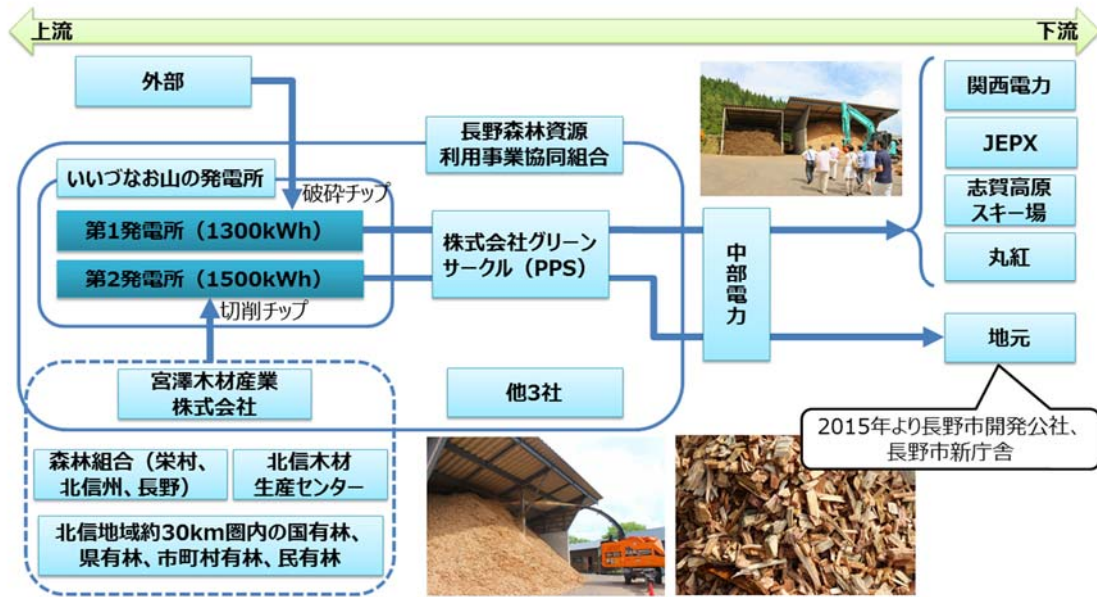 上流
下流
外部
長野森林資源
利用事業協同組合
いいづなお山の発電所
破砕チップ
第1発電所（1300kWh）
第2発電所（1500kWh）
切削チップ
株式会社グリーン
サークル（PPS）
中部電力
関西電力
JEPX
志賀高原
スキー場
丸紅
地元
2015年より長野市開発公社、
長野市新庁舎
宮澤木材産業
株式会社
他3社
森林組合（栄村、
北信州、長野）
北信木材
生産センター
北信地域約30km圏内の国有林、
県有林、市町村有林、民有林